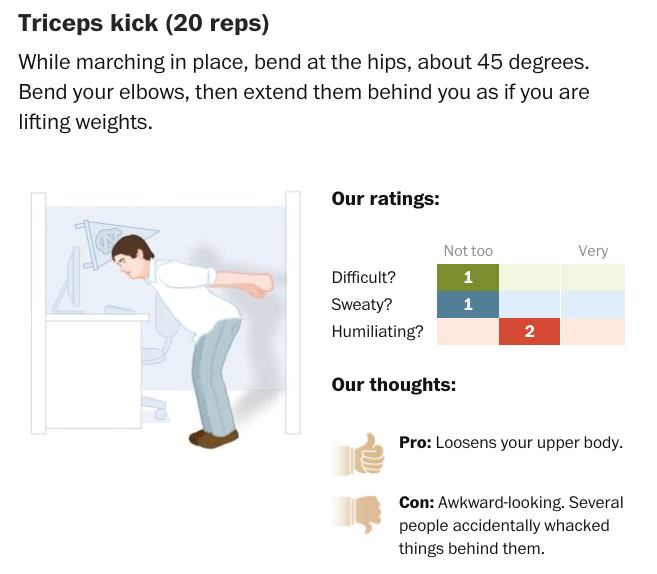 Triceps kick (20 reps)
While marching in place, bend at the hips, about 45 degrees.
Bend your elbows, then extend them behind you as if you are
lifting weights.
Our ratings:
Not too Very
Difficult? 1
Sweaty? 1
Humiliating? 2
Our thoughts:
Pro: Loosens your upper body.
Con: Awkward-looking. Several
people accidentally whacked
things behind them.